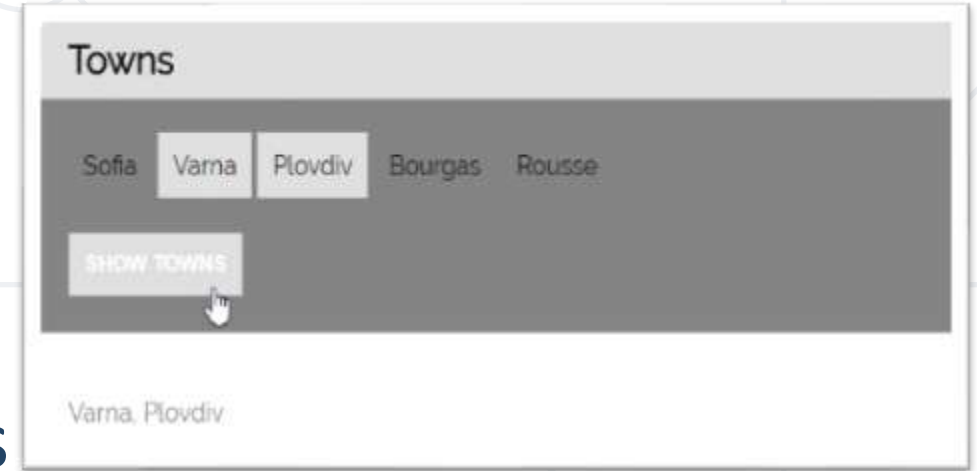 Towns
Sofia Varna Plovdiv Bourgas Rousse
SHOW TOWNS
Varna, Plovdiv
s